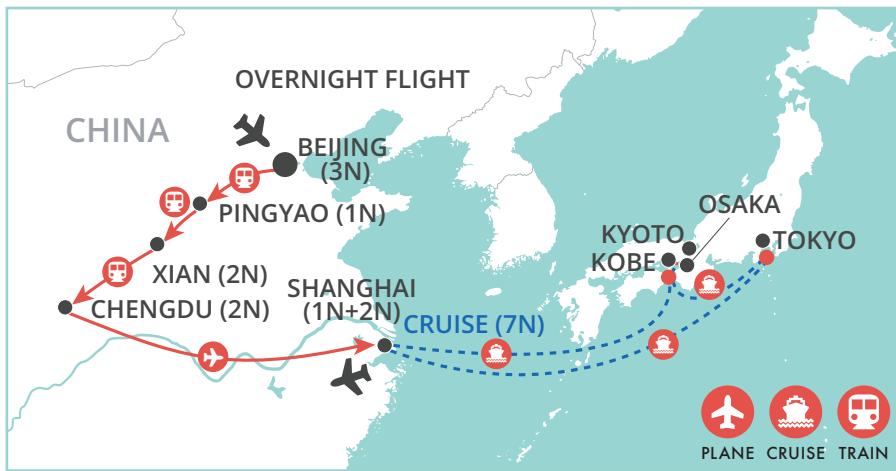 OVERNIGHT FLIGHT
CHINA
BEIJING
(3N)
PINGYAO (1N)
XIAN (2N)
CHENGDU (2N)
SHANGHAI
(1N+2N)
CRUISE (7N)
OSAKA
KYOTO
KOBE
TOKYO
PLANE CRUISE TRAIN